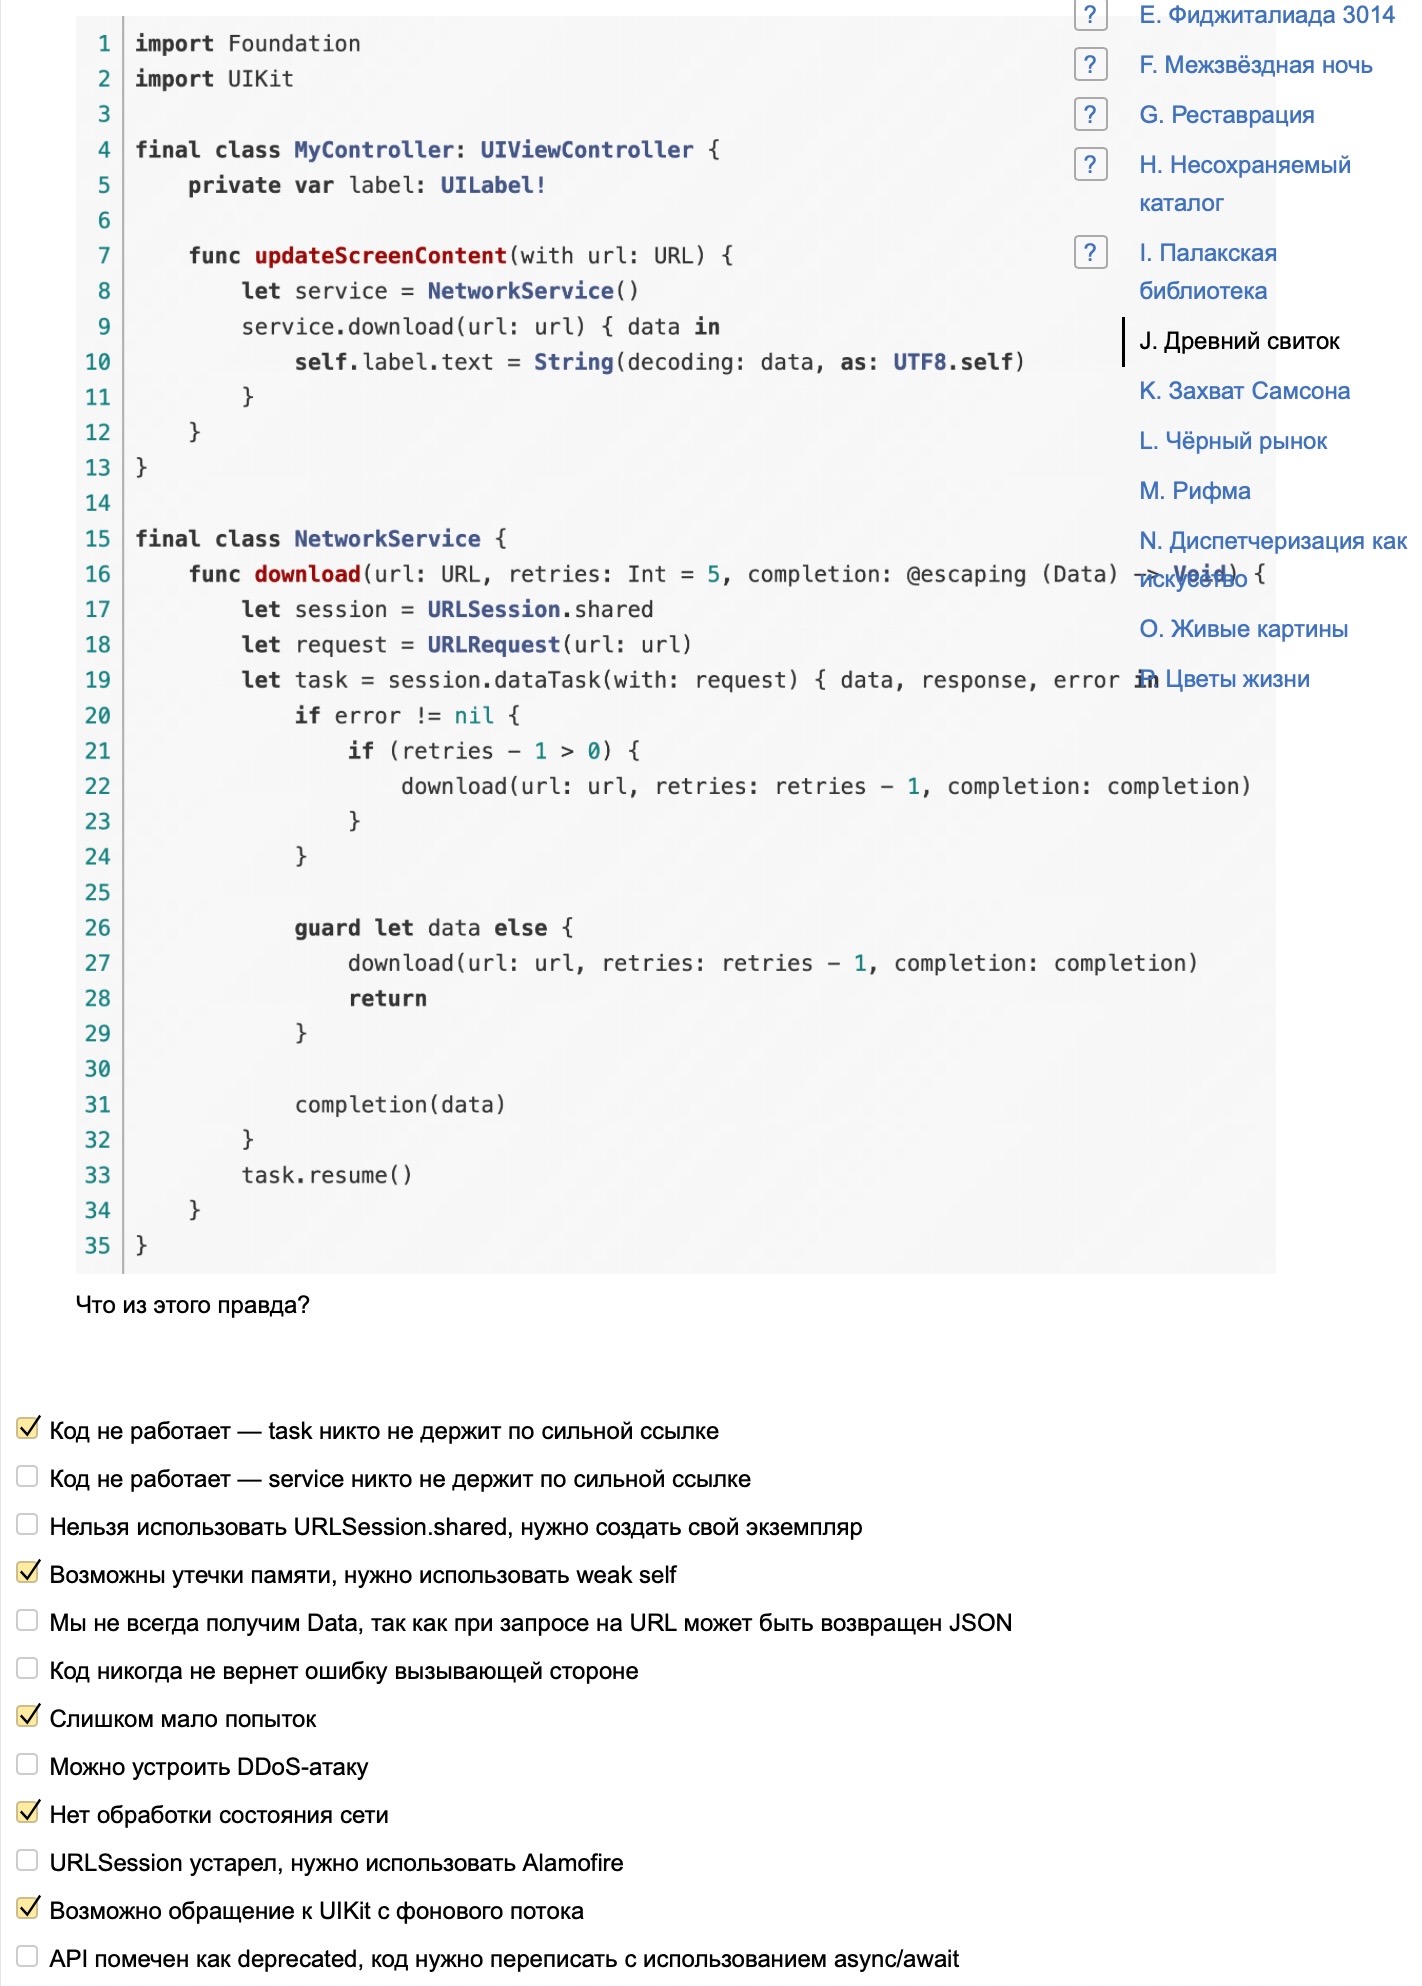 1 import Foundation
2 import UIKit
3
4 final class MyController: UIViewController {
5 private var label: UILabel!
6
7 func updateScreenContent(with url: URL) {
8 let service = NetworkService()
9 service.download(url: url) { data in
10 self.label.text = String(decoding: data, as: UTF8.self)
11 }
12 }
13 }
14
15 final class NetworkService {
16 func download(url: URL, retries: Int = 5, completion: @escaping (Data) -> Void) {
17 let session = URLSession.shared
18 let request = URLRequest(url: url)
19 let task = session.dataTask(with: request) { data, response, error in
20 if error != nil {
21 if (retries - 1 > 0) {
22 download(url: url, retries: retries - 1, completion: completion)
23 }
24 }
25
26 guard let data else {
27 download(url: url, retries: retries - 1, completion: completion)
28 return
29 }
30
31 completion(data)
32 }
33 task.resume()
34 }
35 }
? E. Фиджиталиада 3014
? F. Межзвёздная ночь
? G. Реставрация
? H. Несохраняемый
каталог
? I. Палакская
библиотека
J. Древний свиток
K. Захват Самсона
L. Чёрный рынок
M. Рифма
N. Диспетчеризация как
искусство
O. Живые картины
P. Цветы жизни
Что из этого правда?
Код не работает — task никто не держит по сильной ссылке
Код не работает — service никто не держит по сильной ссылке
Нельзя использовать URLSession.shared, нужно создать свой экземпляр
Возможны утечки памяти, нужно использовать weak self
Мы не всегда получим Data, так как при запросе на URL может быть возвращен JSON
Код никогда не вернет ошибку вызывающей стороне
Слишком мало попыток
Можно устроить DDoS-атаку
Нет обработки состояния сети
URLSession устарел, нужно использовать Alamofire
Возможно обращение к UIKit с фонового потока
API помечен как deprecated, код нужно переписать с использованием async/await